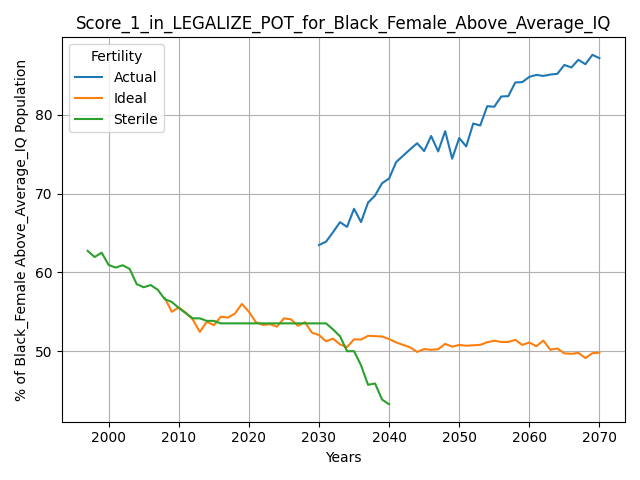 Score_1_in_LEGALIZE_POT_for_Black_Female_Above_Average_IQ
Fertility
Actual
Ideal
Sterile
% of Black_Female Above_Average_IQ Population
80
70
60
50
2000 2010 2020 2030 2040 2050 2060 2070
Years